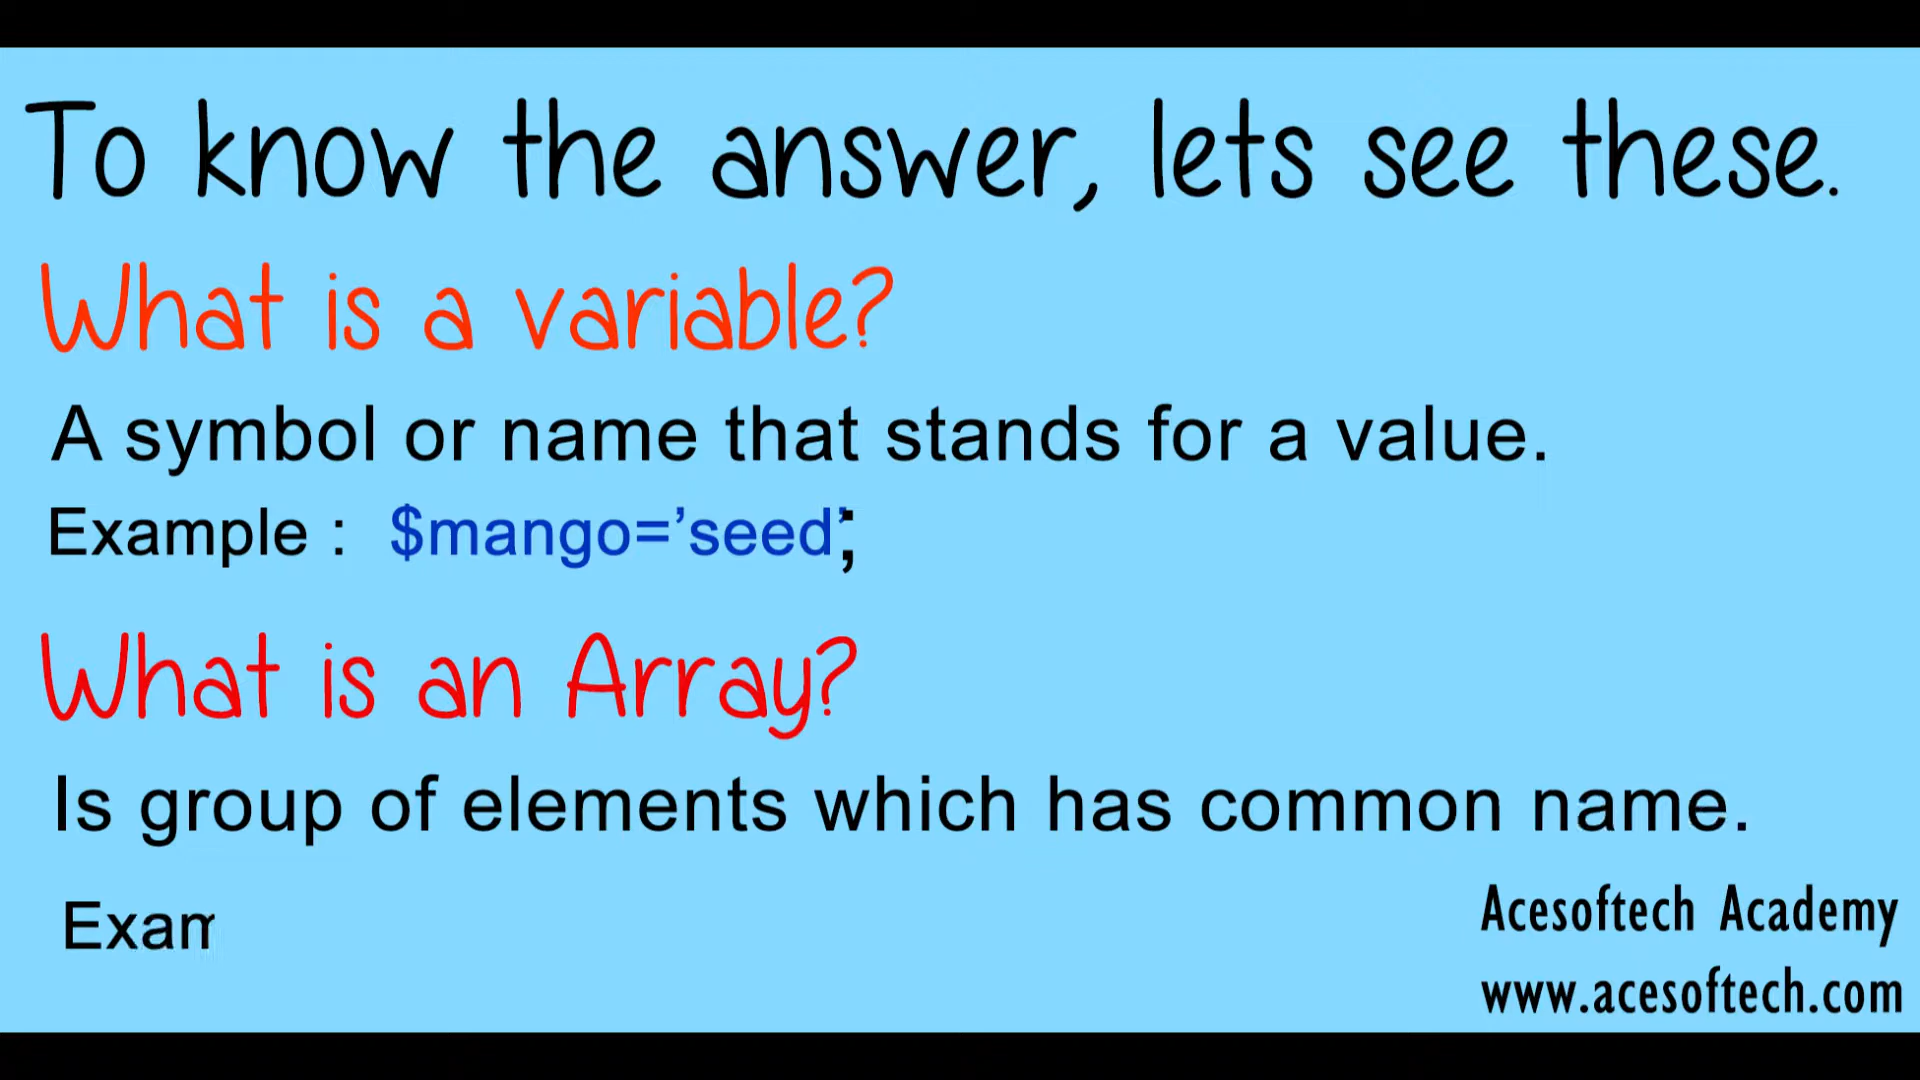 To know the answer, lets see these.
What is a variable?
A symbol or name that stands for a value.
Example : $mango=’seed’;
What is an Array?
Is group of elements which has common name.
Exam
Acesoftech Academy
www.acesoftech.com